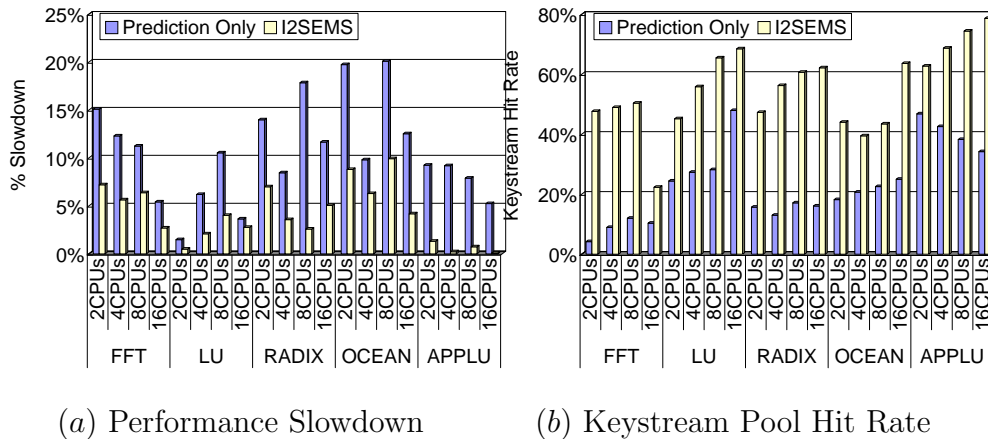 25%
20%
15%
10%
5%
0%
% Slowdown
Prediction Only I2SEMS
2CPUs
4CPUs
8CPUs
16CPUs
2CPUs
4CPUs
8CPUs
16CPUs
2CPUs
4CPUs
8CPUs
16CPUs
2CPUs
4CPUs
8CPUs
16CPUs
2CPUs
4CPUs
8CPUs
16CPUs
FFT LU RADIX OCEAN APPLU
(a) Performance Slowdown
80%
60%
40%
20%
0%
Keystream Hit Rate
Prediction Only I2SEMS
2CPUs
4CPUs
8CPUs
16CPUs
2CPUs
4CPUs
8CPUs
16CPUs
2CPUs
4CPUs
8CPUs
16CPUs
2CPUs
4CPUs
8CPUs
16CPUs
2CPUs
4CPUs
8CPUs
16CPUs
FFT LU RADIX OCEAN APPLU
(b) Keystream Pool Hit Rate